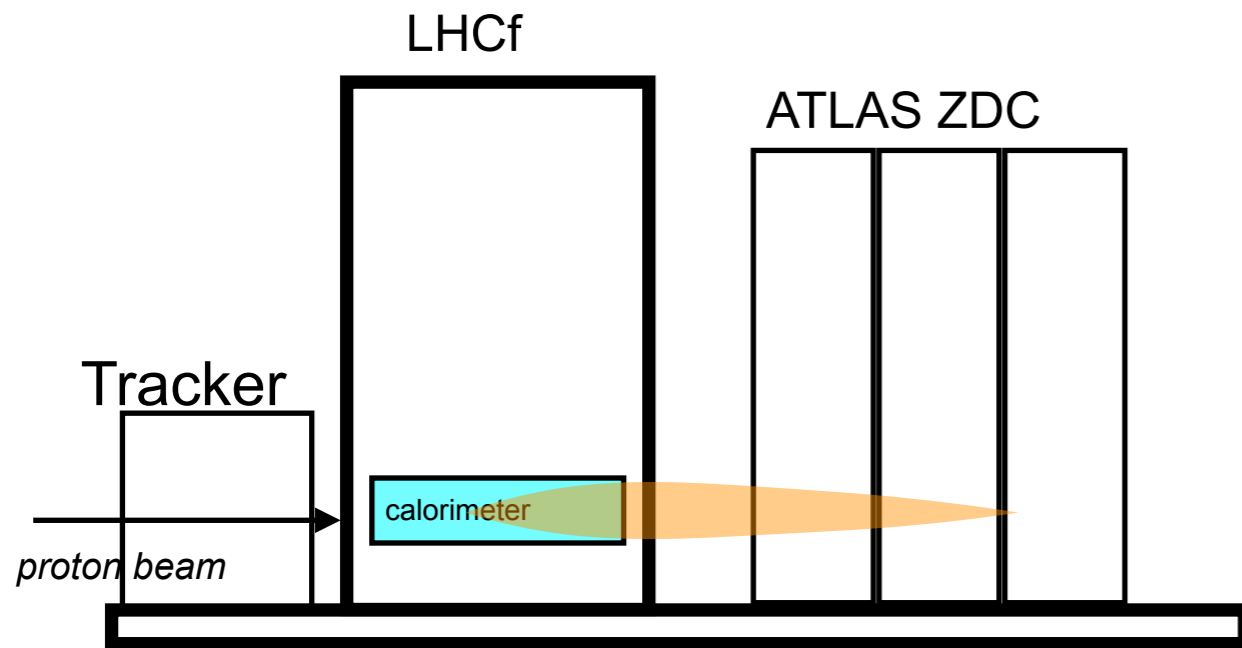 LHCf
ATLAS ZDC
Tracker
calorimeter
proton beam